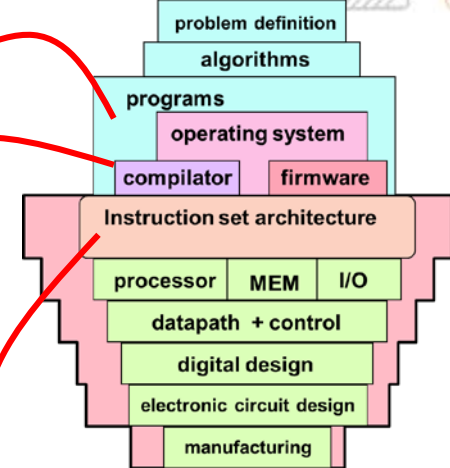 problem definition
algorithms
programs
operating system
compilator firmware
Instruction set architecture
processor MEM I/O
datapath + control
digital design
electronic circuit design
manufacturing